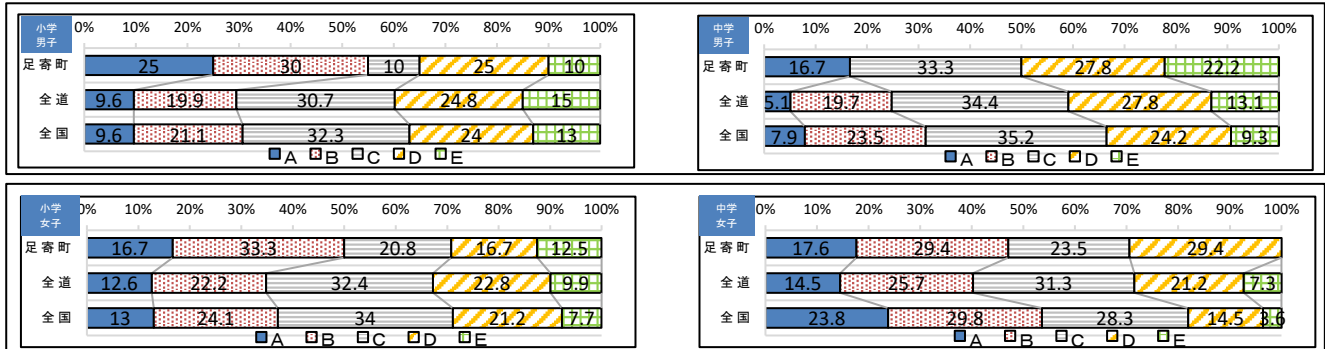 小学
男子
0% 10% 20% 30% 40% 50% 60% 70% 80% 90% 100%
足寄町 25 30 10 25 10
全道 9.6 19.9 30.7 24.8 15
全国 9.6 21.1 32.3 24 13
A B C D E
中学
男子
0% 10% 20% 30% 40% 50% 60% 70% 80% 90% 100%
足寄町 16.7 33.3 27.8 22.2
全道 5.1 19.7 34.4 27.8 13.1
全国 7.9 23.5 35.2 24.2 9.3
A B C D E
小学
女子
0% 10% 20% 30% 40% 50% 60% 70% 80% 90% 100%
足寄町 16.7 33.3 20.8 16.7 12.5
全道 12.6 22.2 32.4 22.8 9.9
全国 13 24.1 34 21.2 7.7
A B C D E
中学
女子
0% 10% 20% 30% 40% 50% 60% 70% 80% 90% 100%
足寄町 17.6 29.4 23.5 29.4
全道 14.5 25.7 31.3 21.2 7.3
全国 23.8 29.8 28.3 14.5 3.6
A B C D E